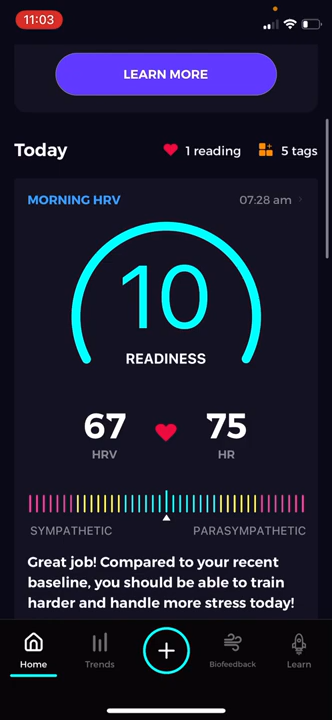 11:03
LEARN MORE
Today
1 reading
5 tags
MORNING HRV
07:28 am
10
READINESS
67
75
HRV
HR
SYMPATHETIC
PARASYMPATHETIC
Great job! Compared to your recent
baseline, you should be able to train
harder and handle more stress today!
Home
Trends
Biofeedback
Learn